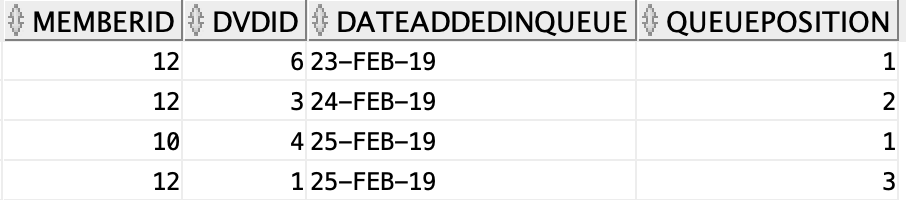 MEMBERID DVDID DATEADDEDINQUEUE QUEUEPOSITION
12 6 23-FEB-19 1
12 3 24-FEB-19 2
10 4 25-FEB-19 1
12 1 25-FEB-19 3